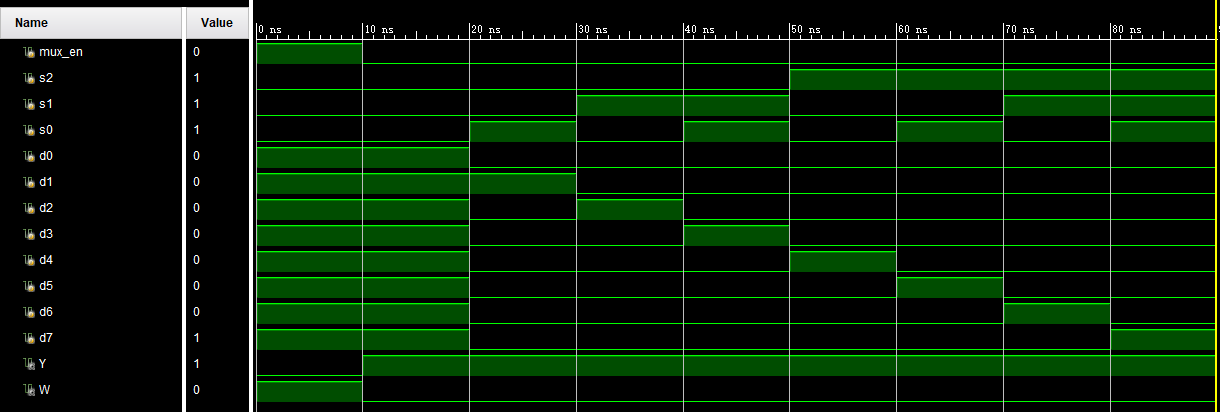 Name Value
0 ns 10 ns 20 ns 30 ns 40 ns 50 ns 60 ns 70 ns 80 ns
mux_en 0
s2 1
s1 1
s0 1
d0 0
d1 0
d2 0
d3 0
d4 0
d5 0
d6 0
d7 1
Y 1
W 0